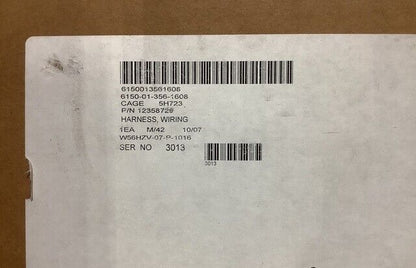 6150013561608
6150-01-356-1608
CAGE 5H723
P/N 12358729
HARNESS, WIRING
1EA M/42 10/07
W56HZV-07-P-1016
SER NO 3013
3013